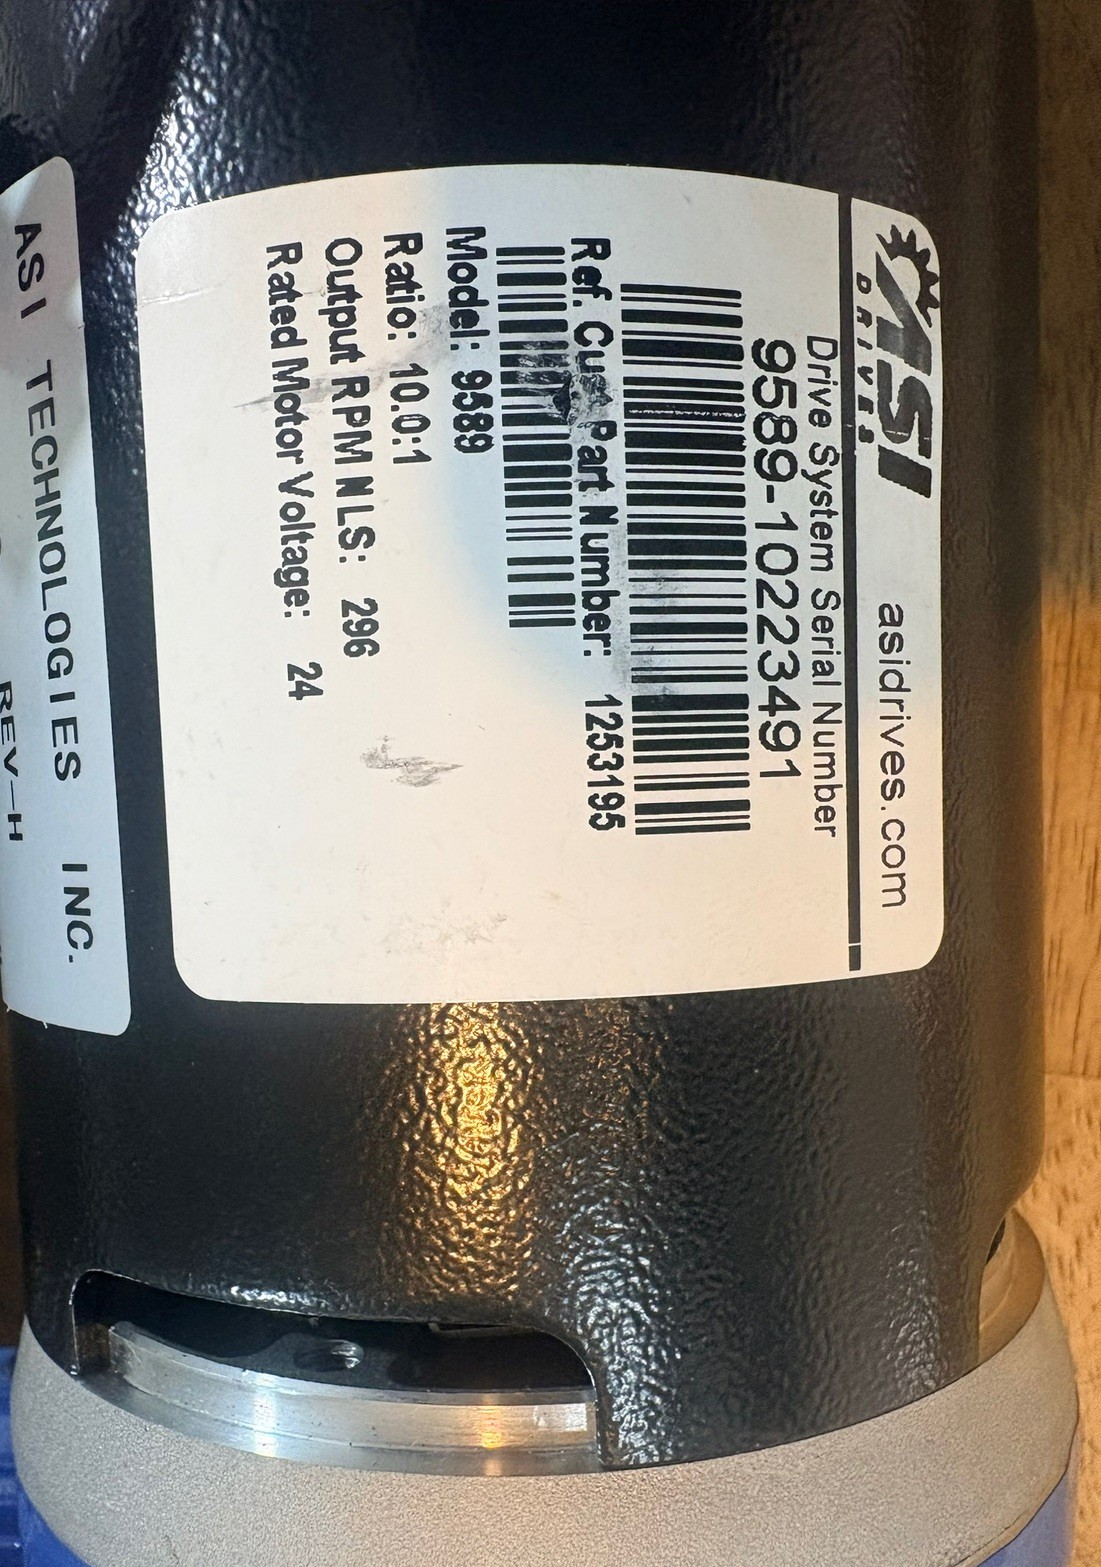 ASI
DRIVES
asidrives.com
Drive System Serial Number
9589-102223491
Ref. Cust Part Number: 1253195
Model: 9589
Ratio: 10.0:1
Output RPM NLS: 296
Rated Motor Voltage: 24
ASI TECHNOLOGIES INC.
REV-H